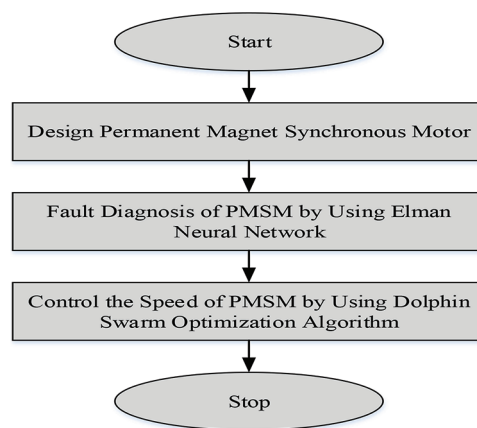 Start
Design Permanent Magnet Synchronous Motor
Fault Diagnosis of PMSM by Using Elman
Neural Network
Control the Speed of PMSM by Using Dolphin
Swarm Optimization Algorithm
Stop